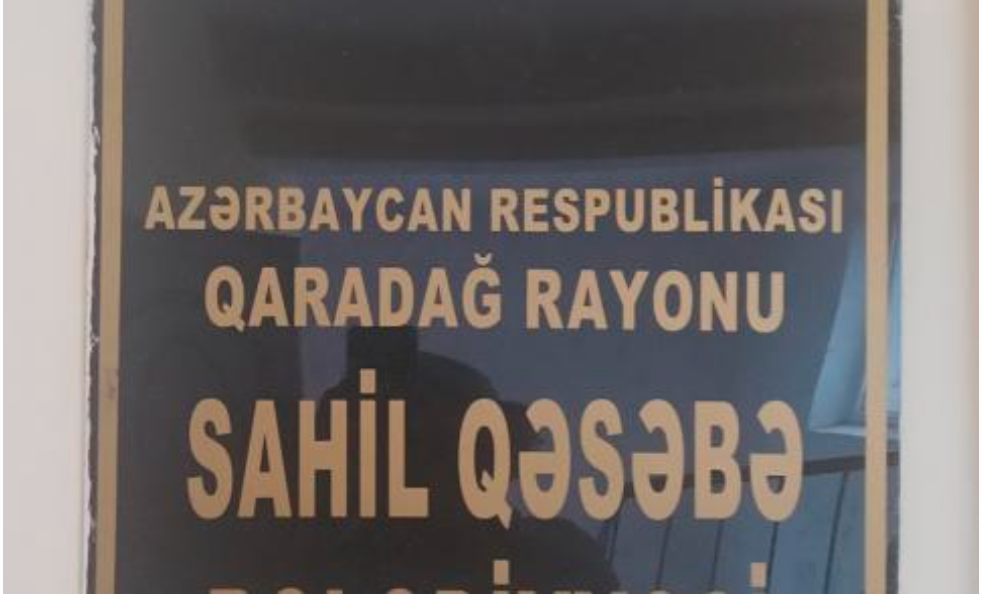 AZƏRBAYCAN RESPUBLİKASI
QARADAĞ RAYONU
SAHİL QƏSƏBƏ